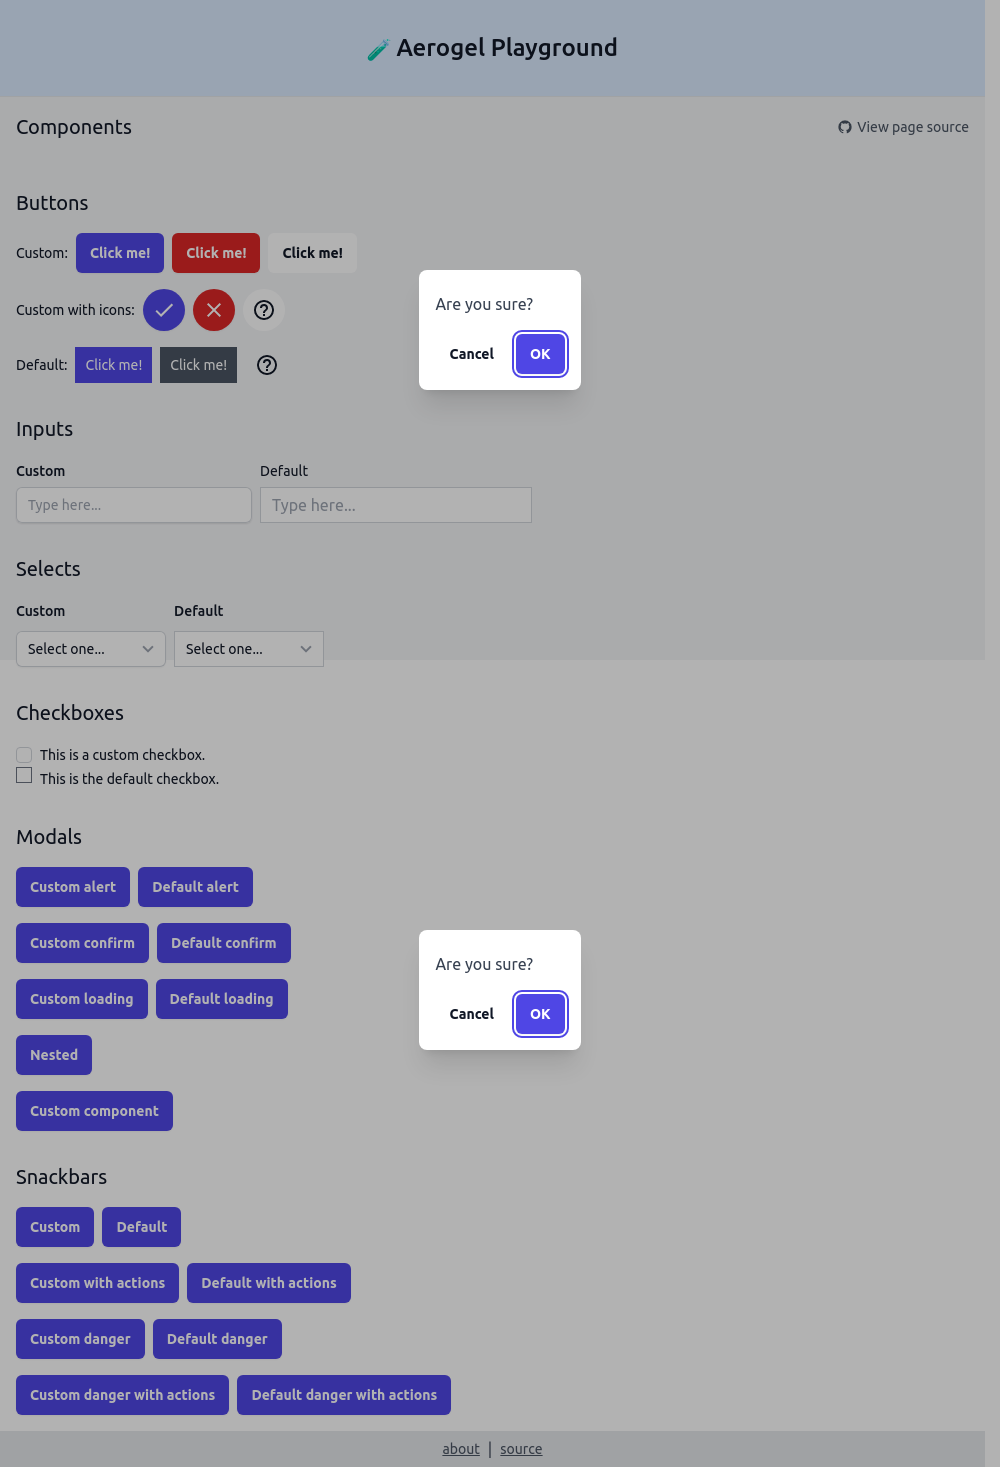 Aerogel Playground
Components
View page source
Buttons
Custom: Click me! Click me! Click me!
Custom with icons:
Default: Click me! Click me!
Are you sure?
Cancel OK
Inputs
Custom Default
Type here... Type here...
Selects
Custom Default
Select one... Select one...
Checkboxes
This is a custom checkbox.
This is the default checkbox.
Modals
Custom alert Default alert
Custom confirm Default confirm
Are you sure?
Cancel OK
Custom loading Default loading
Nested
Custom component
Snackbars
Custom Default
Custom with actions Default with actions
Custom danger Default danger
Custom danger with actions Default danger with actions
about | source